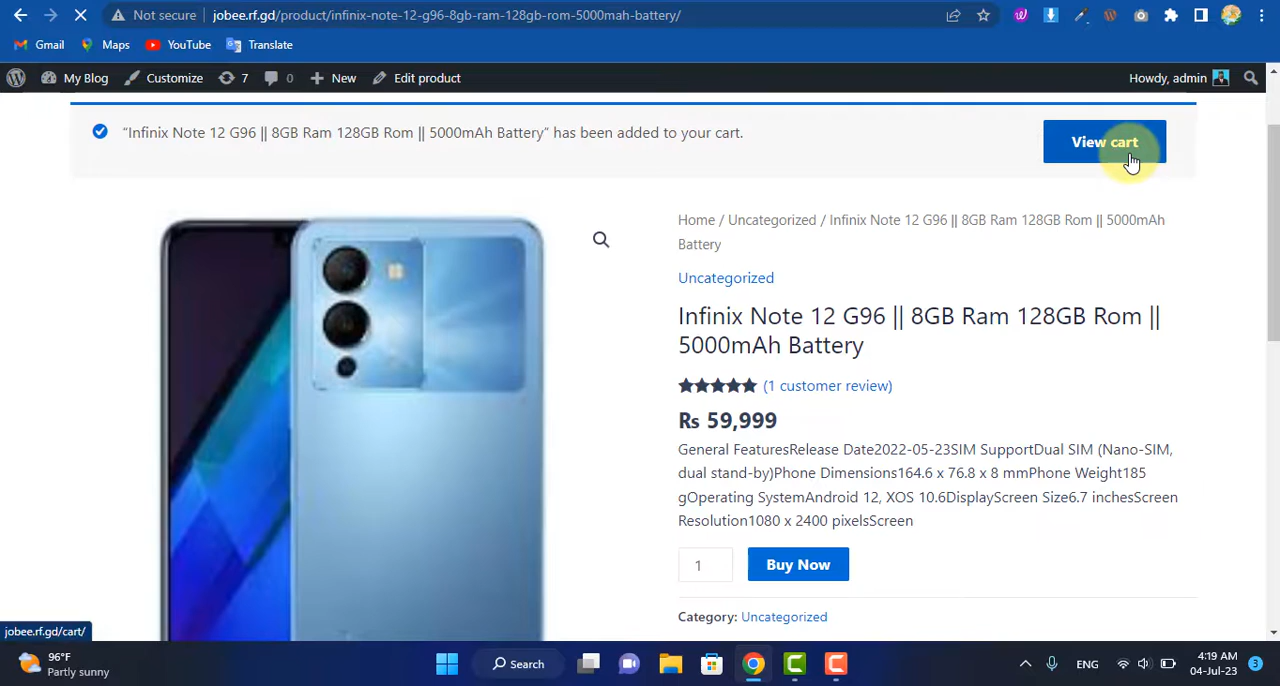 Not secure jobee.rf.gd/product/infinix-note-12-g96-8gb-ram-128gb-rom-5000mah-battery/
Gmail Maps YouTube Translate
My Blog Customize 7 0 New Edit product Howdy, admin
“Infinix Note 12 G96 || 8GB Ram 128GB Rom || 5000mAh Battery” has been added to your cart.
View cart
Home / Uncategorized / Infinix Note 12 G96 || 8GB Ram 128GB Rom || 5000mAh
Battery
Uncategorized
Infinix Note 12 G96 || 8GB Ram 128GB Rom ||
5000mAh Battery
(1 customer review)
₨ 59,999
General FeaturesRelease Date2022-05-23SIM SupportDual SIM (Nano-SIM,
dual stand-by)Phone Dimensions164.6 x 76.8 x 8 mmPhone Weight185
gOperating SystemAndroid 12, XOS 10.6DisplayScreen Size6.7 inchesScreen
Resolution1080 x 2400 pixelsScreen
1 Buy Now
Category: Uncategorized
jobee.rf.gd/cart/
96°F
Partly sunny
Search
ENG
4:19 AM
04-Jul-23
3